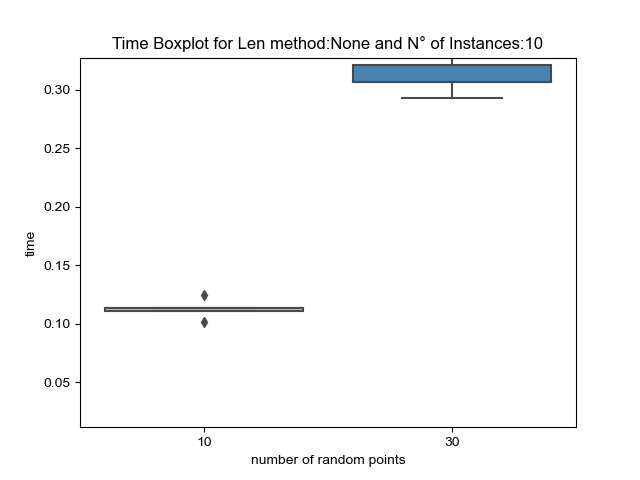 Time Boxplot for Len method:None and N° of Instances:10
0.30
0.25
0.20
0.15
0.10
0.05
time
10 30
number of random points